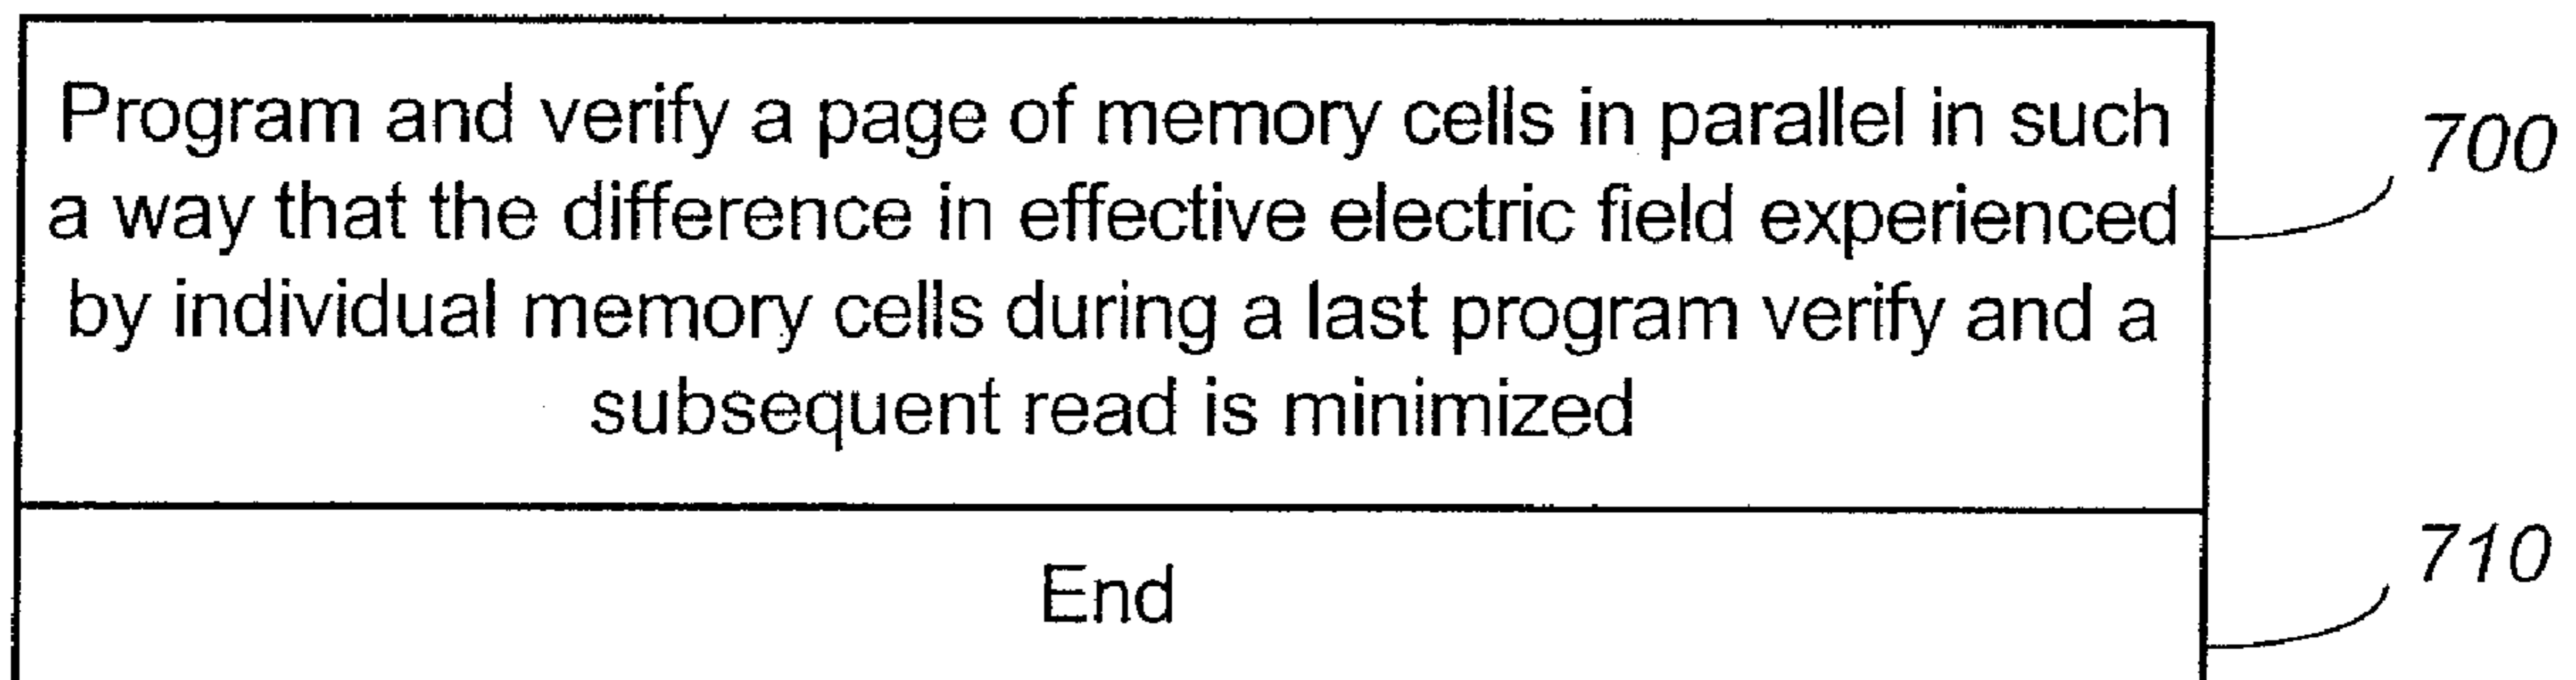 Program and verify a page of memory cells in parallel in such
a way that the difference in effective electric field experienced
by individual memory cells during a last program verify and a
subsequent read is minimized
700
End
710